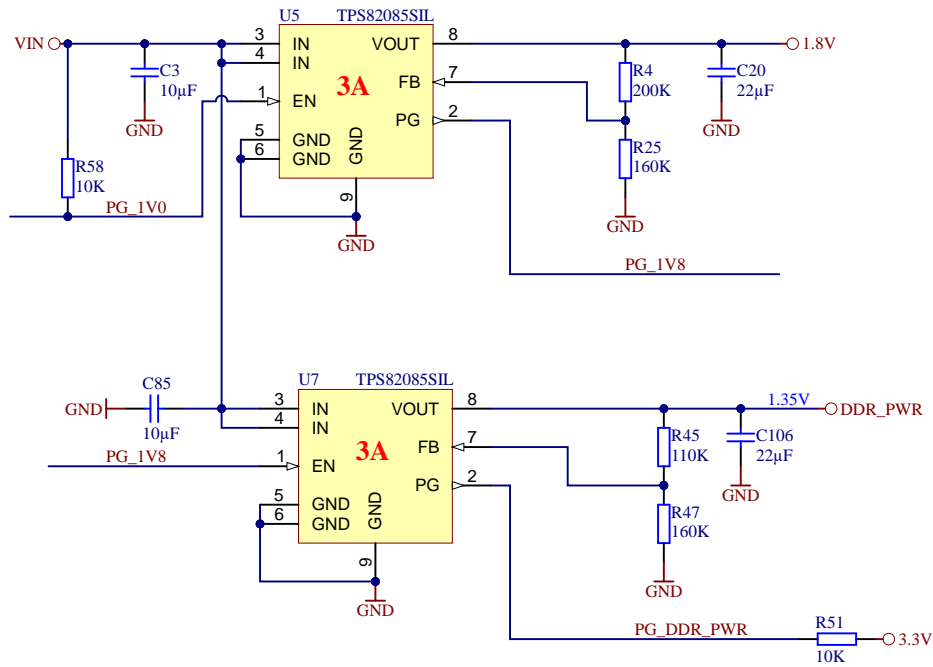 U5 TPS82085SIL
VIN 3 IN VOUT 8 1.8V
4 IN
C3
10µF
GND
1 EN
3A
FB 7
PG 2
R4
200K
C20
22µF
GND
5 GND
6 GND
GND
9
GND
R25
160K
GND
R58
10K
PG_1V0
PG_1V8
U7 TPS82085SIL
C85
10µF
GND
3 IN VOUT 8 1.35V DDR_PWR
4 IN
PG_1V8 1 EN
3A
FB 7
PG 2
R45
110K
C106
22µF
GND
5 GND
6 GND
GND
9
GND
R47
160K
GND
PG_DDR_PWR
R51
10K
3.3V